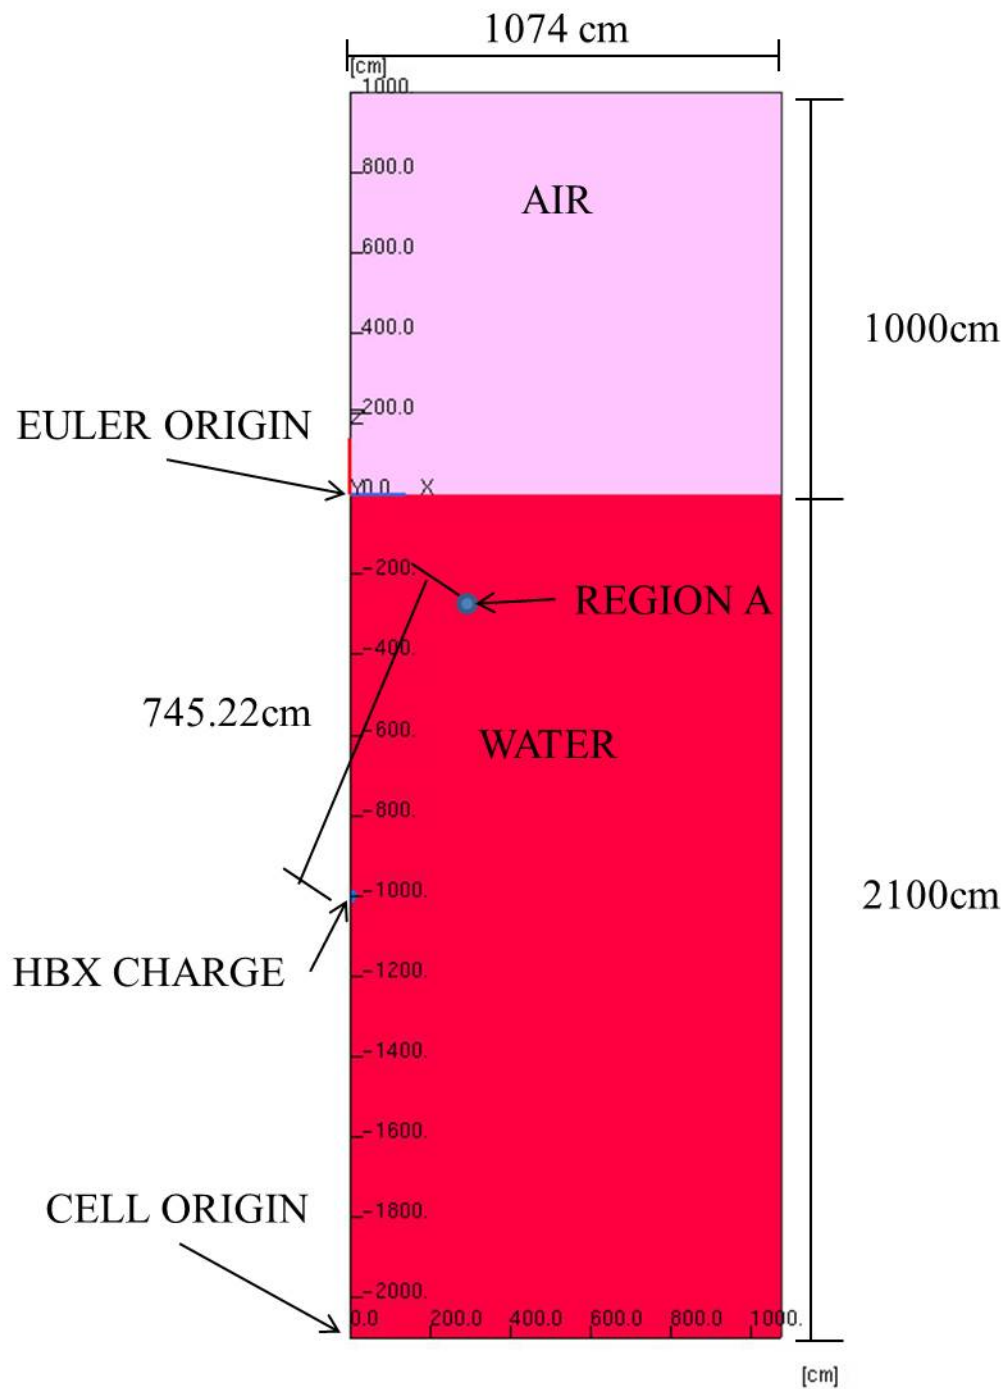 1074 cm
[cm]
1000.
800.0
AIR
600.0
1000cm
400.0
200.0
EULER ORIGIN
Z
Y0.0 X
-200.
REGION A
-400.
745.22cm
-600.
WATER
-800.
-1000.
2100cm
HBX CHARGE
-1200.
-1400.
-1600.
CELL ORIGIN
-1800.
-2000.
0.0 200.0 400.0 600.0 800.0 1000.
[cm]